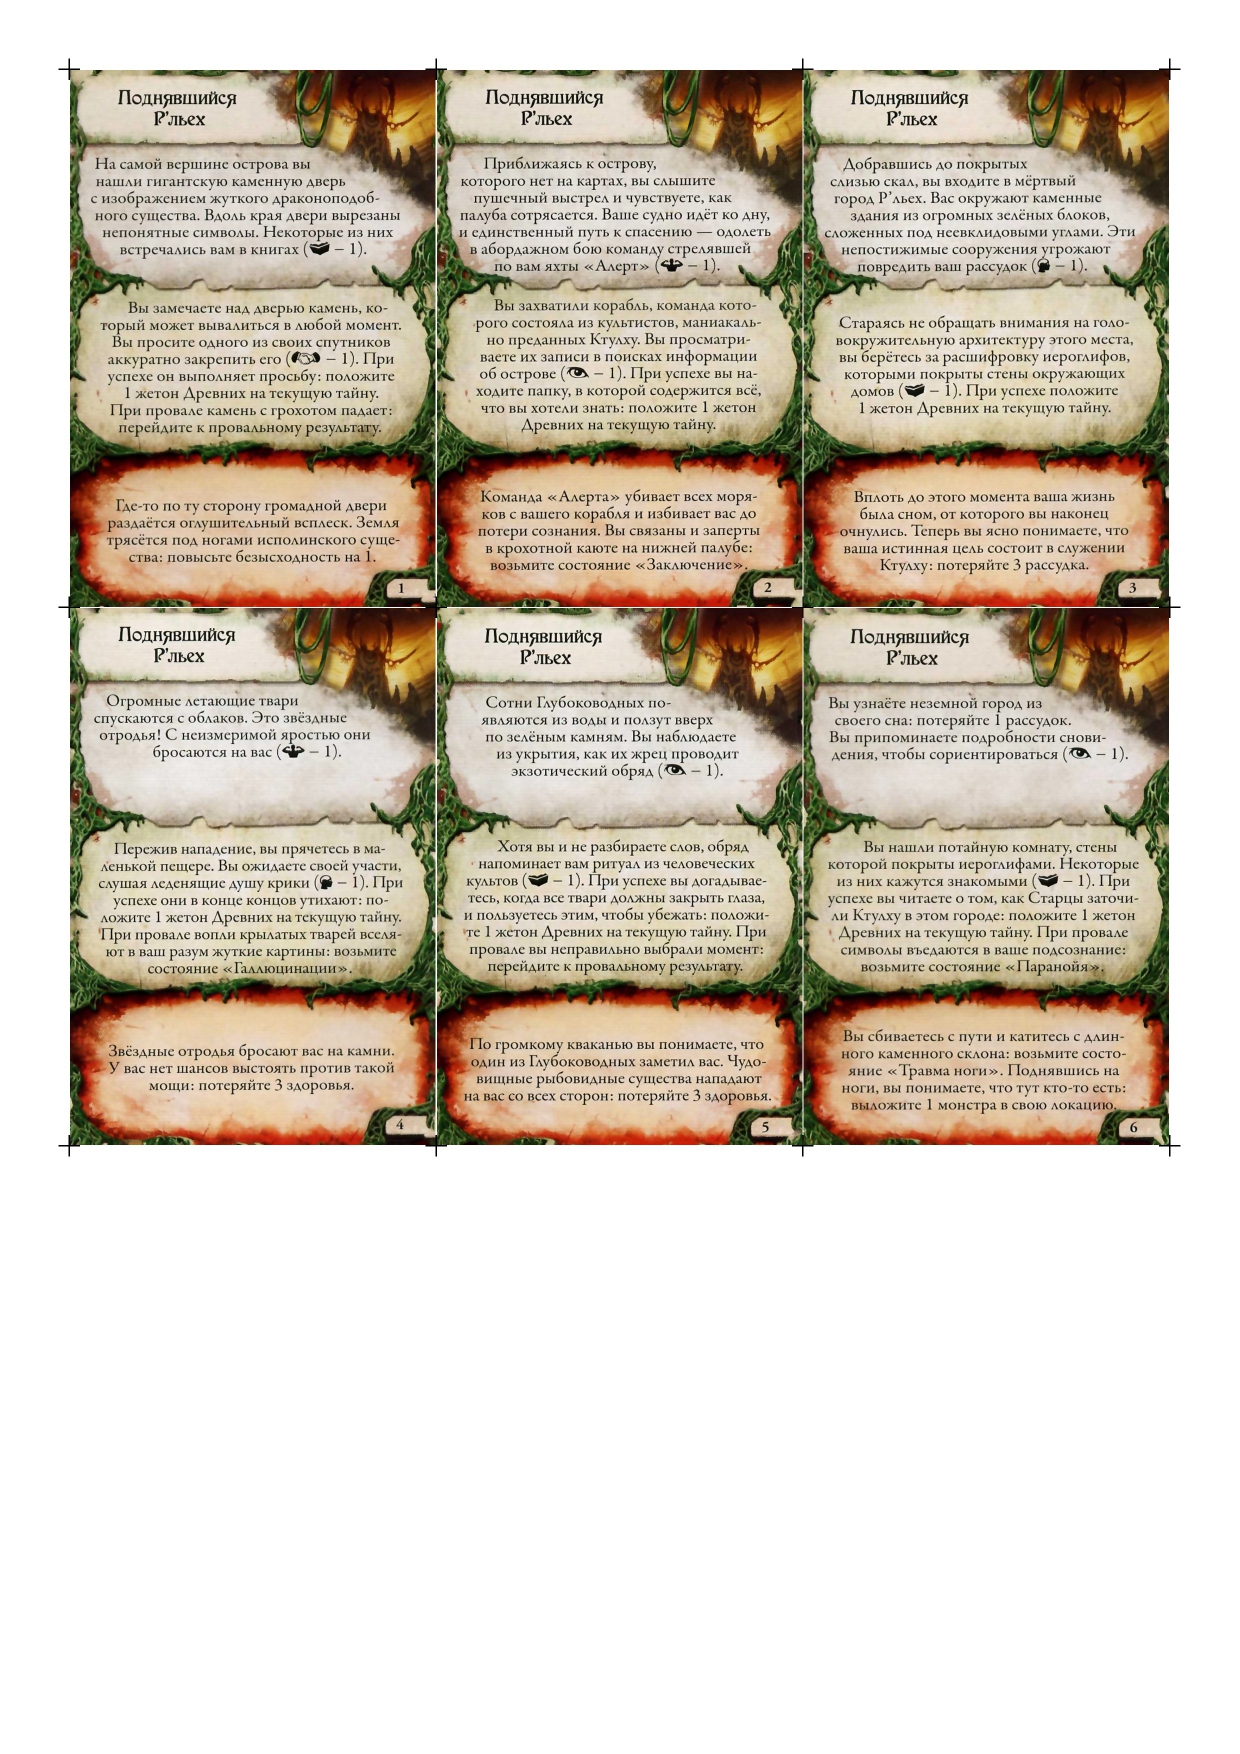 Поднявшийся
Р’льех
На самой вершине острова вы
нашли гигантскую каменную дверь
с изображением жуткого драконоподоб-
ного существа. Вдоль края двери вырезаны
непонятные символы. Некоторые из них
встречались вам в книгах ( – 1).
Вы замечаете над дверью камень, ко-
торый может вывалиться в любой момент.
Вы просите одного из своих спутников
аккуратно закрепить его ( – 1). При
успехе он выполняет просьбу: положите
1 жетон Древних на текущую тайну.
При провале камень с грохотом падает:
перейдите к провальному результату.
Где-то по ту сторону громадной двери
раздаётся оглушительный всплеск. Земля
трясётся под ногами исполинского суще-
ства: повысьте безысходность на 1.
1
Поднявшийся
Р’льех
Приближаясь к острову,
которого нет на картах, вы слышите
пушечный выстрел и чувствуете, как
палуба сотрясается. Ваше судно идёт ко дну,
и единственный путь к спасению — одолеть
в абордажном бою команду стрелявшей
по вам яхты «Алерт» ( – 1).
Вы захватили корабль, команда кото-
рого состояла из культистов, маниакаль-
но преданных Ктулху. Вы просматри-
ваете их записи в поисках информации
об острове ( – 1). При успехе вы на-
ходите папку, в которой содержится всё,
что вы хотели знать: положите 1 жетон
Древних на текущую тайну.
Команда «Алерта» убивает всех моря-
ков с вашего корабля и избивает вас до
потери сознания. Вы связаны и заперты
в крохотной каюте на нижней палубе:
возьмите состояние «Заключение».
2
Поднявшийся
Р’льех
Добравшись до покрытых
слизью скал, вы входите в мёртвый
город Р’льех. Вас окружают каменные
здания из огромных зелёных блоков,
сложенных под неевклидовыми углами. Эти
непостижимые сооружения угрожают
повредить ваш рассудок ( – 1).
Стараясь не обращать внимания на голо-
вокружительную архитектуру этого места,
вы берётесь за расшифровку иероглифов,
которыми покрыты стены окружающих
домов ( – 1). При успехе положите
1 жетон Древних на текущую тайну.
Вплоть до этого момента ваша жизнь
была сном, от которого вы наконец
очнулись. Теперь вы ясно понимаете, что
ваша истинная цель состоит в служении
Ктулху: потеряйте 3 рассудка.
3
Поднявшийся
Р’льех
Огромные летающие твари
спускаются с облаков. Это звёздные
отродья! С неизмеримой яростью они
бросаются на вас ( – 1).
Пережив нападение, вы прячетесь в ма-
ленькой пещере. Вы ожидаете своей участи,
слушая леденящие душу крики ( – 1). При
успехе они в конце концов утихают: по-
ложите 1 жетон Древних на текущую тайну.
При провале вопли крылатых тварей вселя-
ют в ваш разум жуткие картины: возьмите
состояние «Галлюцинации».
Звёздные отродья бросают вас на камни.
У вас нет шансов выстоять против такой
мощи: потеряйте 3 здоровья.
4
Поднявшийся
Р’льех
Сотни Глубоководных по-
являются из воды и ползут вверх
по зелёным камням. Вы наблюдаете
из укрытия, как их жрец проводит
экзотический обряд ( – 1).
Хотя вы и не разбираете слов, обряд
напоминает вам ритуал из человеческих
культов ( – 1). При успехе вы догадывае-
тесь, когда все твари должны закрыть глаза,
и пользуетесь этим, чтобы убежать: положи-
те 1 жетон Древних на текущую тайну. При
провале вы неправильно выбрали момент:
перейдите к провальному результату.
По громкому кваканью вы понимаете, что
один из Глубоководных заметил вас. Чудо-
вищные рыбовидные существа нападают
на вас со всех сторон: потеряйте 3 здоровья.
5
Поднявшийся
Р’льех
Вы узнаёте неземной город из
своего сна: потеряйте 1 рассудок.
Вы припоминаете подробности снови-
дения, чтобы сориентироваться ( – 1).
Вы нашли потайную комнату, стены
которой покрыты иероглифами. Некоторые
из них кажутся знакомыми ( – 1). При
успехе вы читаете о том, как Старцы заточи-
ли Ктулху в этом городе: положите 1 жетон
Древних на текущую тайну. При провале
символы въедаются в ваше подсознание:
возьмите состояние «Паранойя».
Вы сбиваетесь с пути и катитесь с длин-
ного каменного склона: возьмите состо-
яние «Травма ноги». Поднявшись на
ноги, вы понимаете, что тут кто-то есть:
выложите 1 монстра в свою локацию.
6